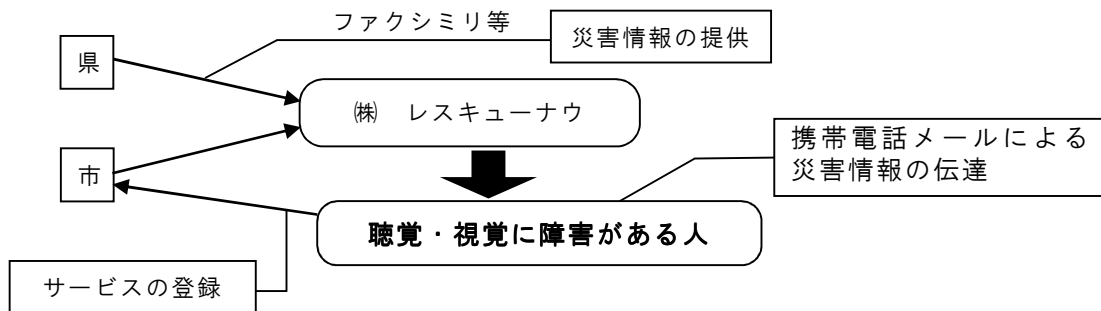 ファクシミリ等
災害情報の提供
県
㈱　レスキューナウ
携帯電話メールによる
災害情報の伝達
市
聴覚・視覚に障害がある人
サービスの登録